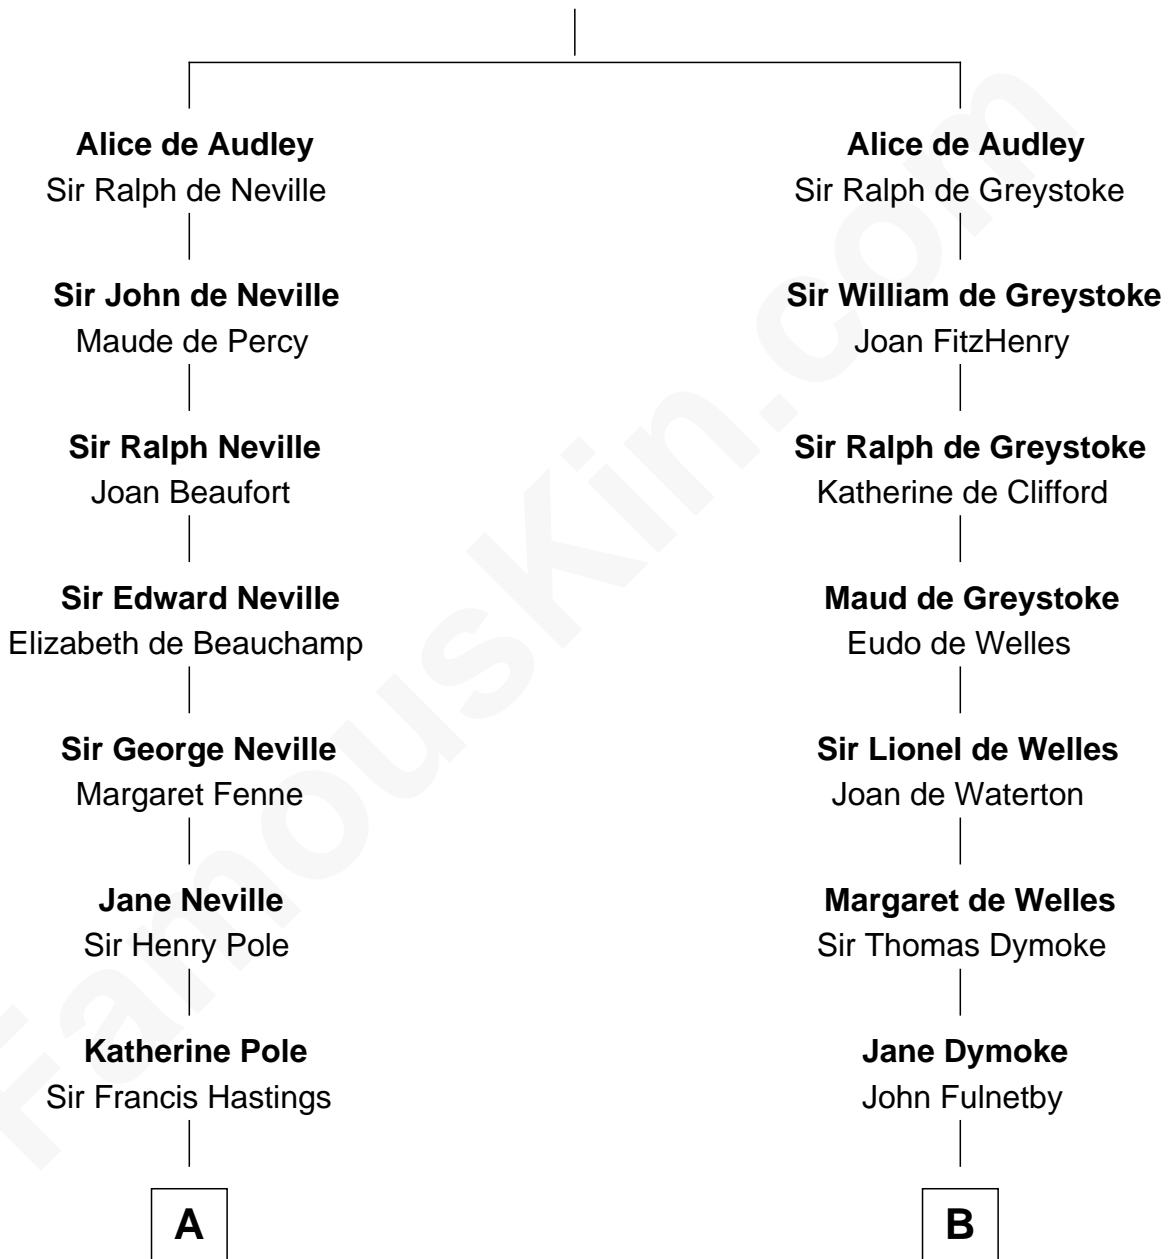 Alice de Audley
Sir Ralph de Neville
Sir John de Neville
Maude de Percy
Sir Ralph Neville
Joan Beaufort
Sir Edward Neville
Elizabeth de Beauchamp
Sir George Neville
Margaret Fenne
Jane Neville
Sir Henry Pole
Katherine Pole
Sir Francis Hastings
A
Alice de Audley
Sir Ralph de Greystoke
Sir William de Greystoke
Joan FitzHenry
Sir Ralph de Greystoke
Katherine de Clifford
Maud de Greystoke
Eudo de Welles
Sir Lionel de Welles
Joan de Waterton
Margaret de Welles
Sir Thomas Dymoke
Jane Dymoke
John Fulnetby
B
FamousKin.com